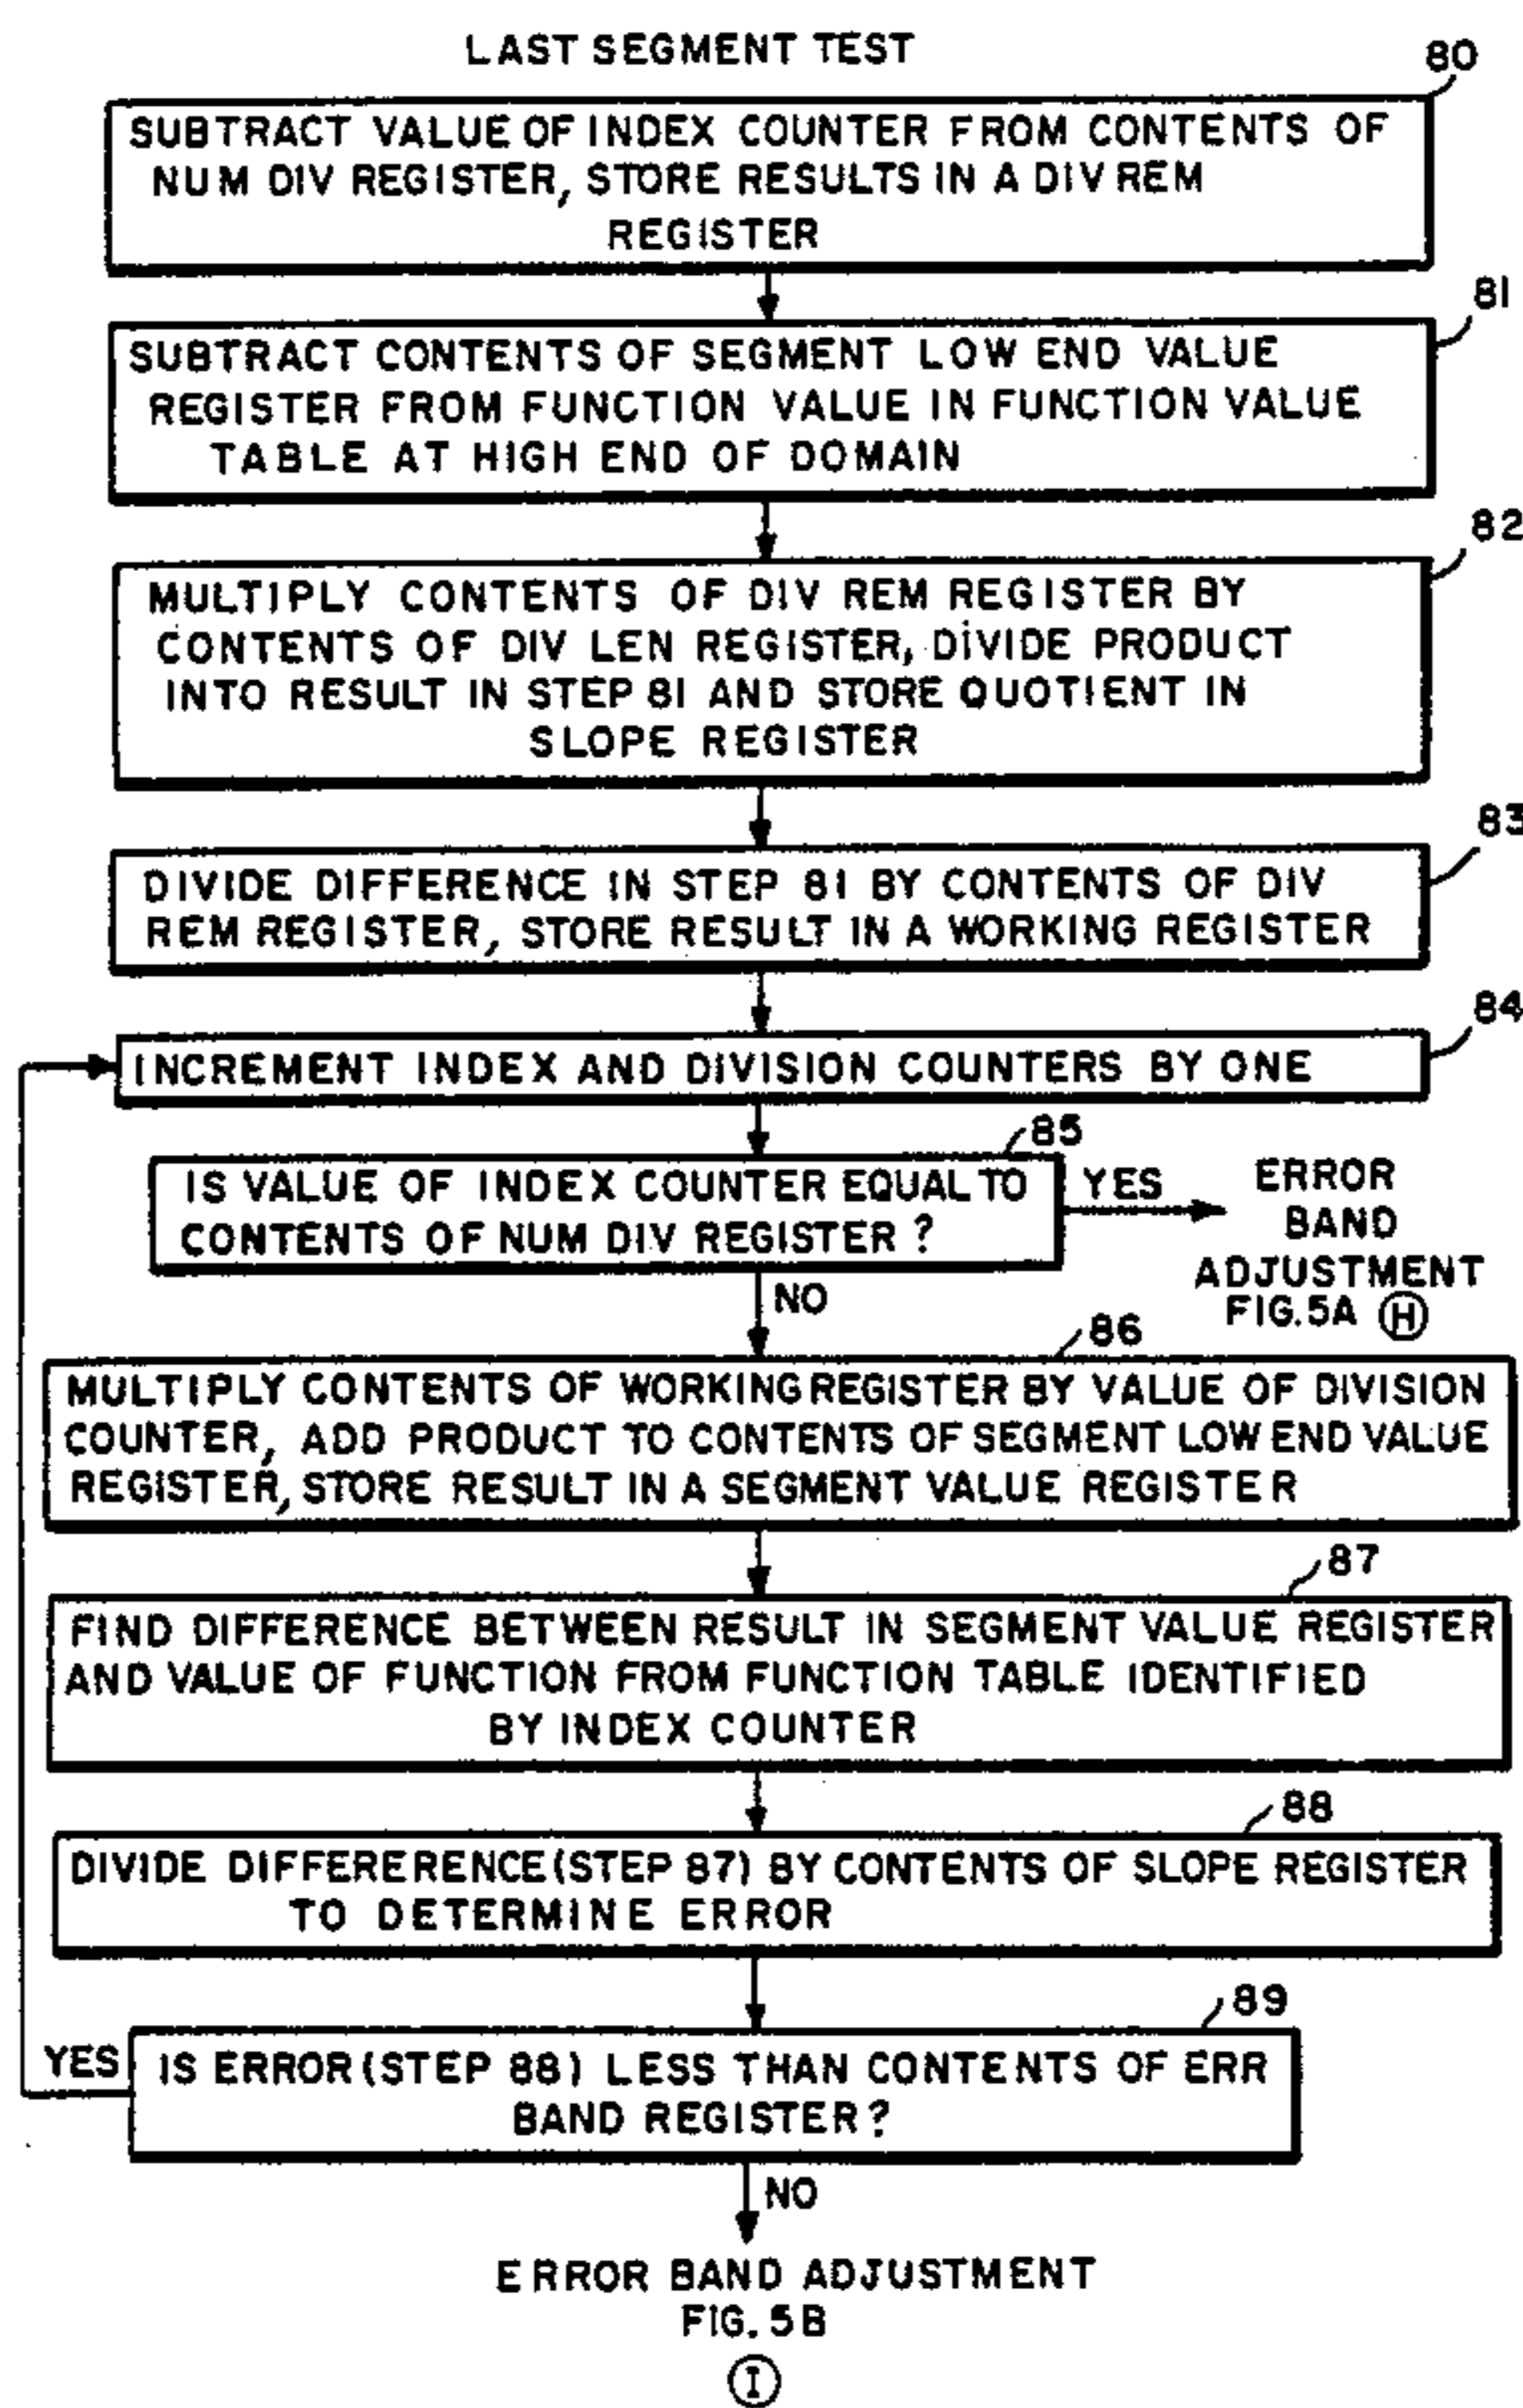 LAST SEGMENT TEST
80
SUBTRACT VALUE OF INDEX COUNTER FROM CONTENTS OF
NUM DIV REGISTER, STORE RESULTS IN A DIV REM
REGISTER
81
SUBTRACT CONTENTS OF SEGMENT LOW END VALUE
REGISTER FROM FUNCTION VALUE IN FUNCTION VALUE
TABLE AT HIGH END OF DOMAIN
82
MULTIPLY CONTENTS OF DIV REM REGISTER BY
CONTENTS OF DIV LEN REGISTER, DIVIDE PRODUCT
INTO RESULT IN STEP 81 AND STORE QUOTIENT IN
SLOPE REGISTER
83
DIVIDE DIFFERENCE IN STEP 81 BY CONTENTS OF DIV
REM REGISTER, STORE RESULT IN A WORKING REGISTER
84
INCREMENT INDEX AND DIVISION COUNTERS BY ONE
85
IS VALUE OF INDEX COUNTER EQUAL TO
CONTENTS OF NUM DIV REGISTER ?
YES
ERROR
BAND
ADJUSTMENT
FIG. 5A H
NO
86
MULTIPLY CONTENTS OF WORKING REGISTER BY VALUE OF DIVISION
COUNTER, ADD PRODUCT TO CONTENTS OF SEGMENT LOW END VALUE
REGISTER, STORE RESULT IN A SEGMENT VALUE REGISTER
87
FIND DIFFERENCE BETWEEN RESULT IN SEGMENT VALUE REGISTER
AND VALUE OF FUNCTION FROM FUNCTION TABLE IDENTIFIED
BY INDEX COUNTER
88
DIVIDE DIFFERERENCE (STEP 87) BY CONTENTS OF SLOPE REGISTER
TO DETERMINE ERROR
89
YES
IS ERROR (STEP 88) LESS THAN CONTENTS OF ERR
BAND REGISTER?
NO
ERROR BAND ADJUSTMENT
FIG. 5B
I